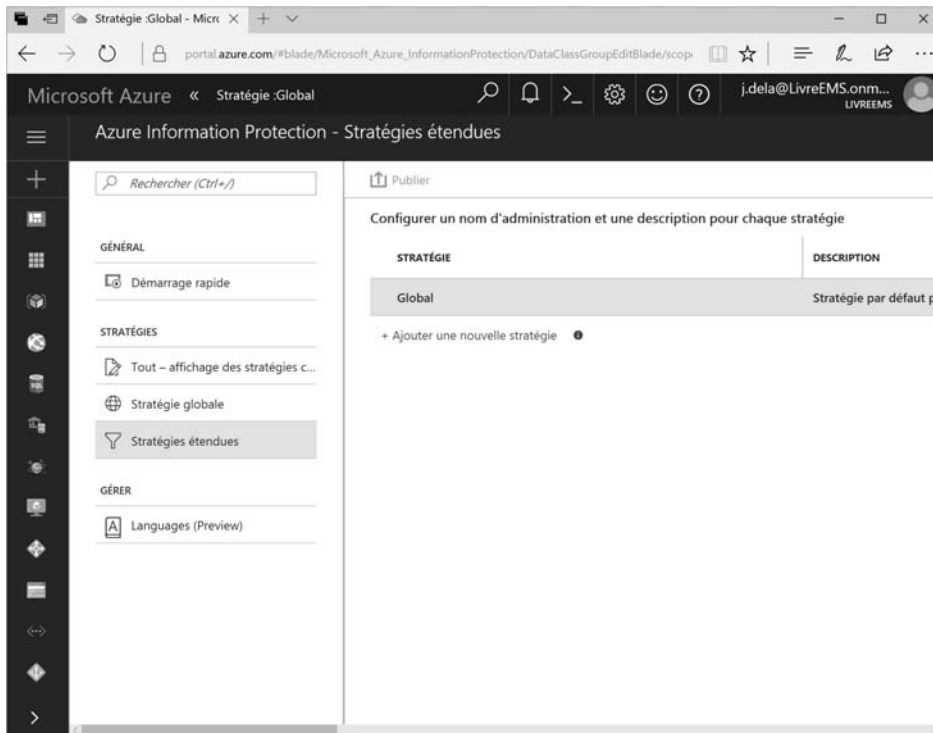 Stratégie :Global - Micr
portal.azure.com/#blade/Microsoft_Azure_InformationProtection/DataClassGroupEditBlade/scop
Microsoft Azure « Stratégie :Global
j.dela@LivreEMS.onm...
LIVREEMS
Azure Information Protection - Stratégies étendues
Rechercher (Ctrl+/)
GÉNÉRAL
Démarrage rapide
STRATÉGIES
Tout – affichage des stratégies c...
Stratégie globale
Stratégies étendues
GÉRER
Languages (Preview)
Publier
Configurer un nom d'administration et une description pour chaque stratégie
STRATÉGIE DESCRIPTION
Global Stratégie par défaut p
+ Ajouter une nouvelle stratégie